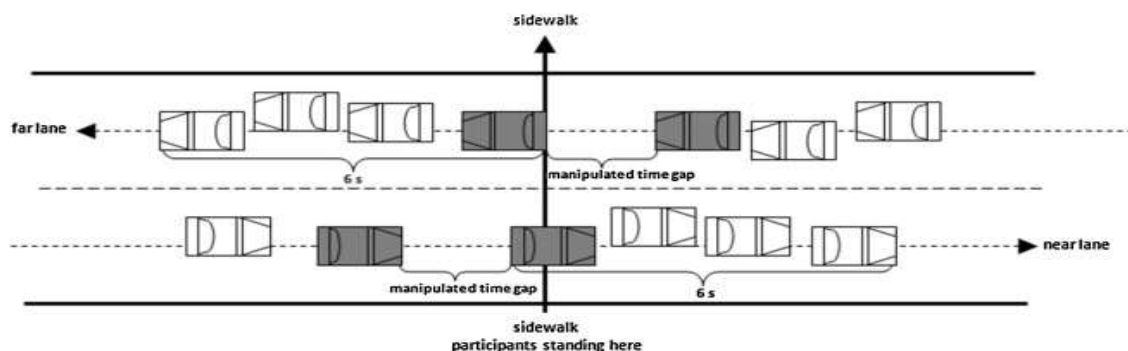 sidewalk
far lane
6 s
manipulated time gap
near lane
manipulated time gap
6 s
sidewalk
participants standing here